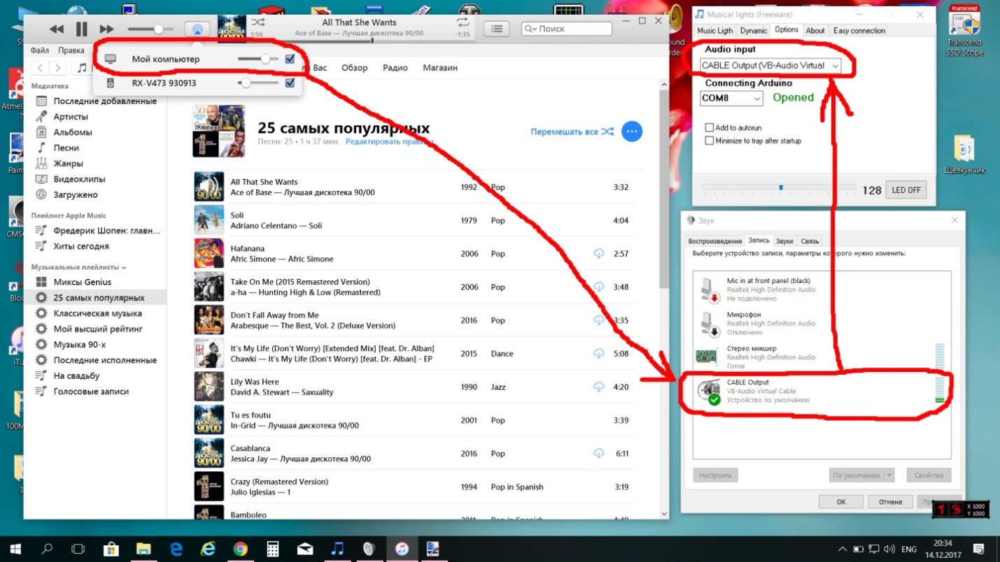 All That She Wants
Ace of Base — Лучшая дискотека 90/00
1:56
-1:35
Поиск
Файл Правка
Мой компьютер
RX-V473 930913
Вас Обзор Радио Магазин
Медиатека
Последние добавленные
Артисты
Альбомы
Песни
Жанры
Видеоклипы
Загружено
Плейлист Apple Music
Фредерик Шопен: главн...
Хиты сегодня
Музыкальные плейлисты
Миксы Genius
25 самых популярных
Классическая музыка
Мой высший рейтинг
Музыка 90-х
Последние исполненные
На свадьбу
Голосовые записи
25 самых популярных
Песен: 25 • 1 ч 37 мин Редактировать правила
Перемешать все
All That She Wants
Ace of Base — Лучшая дискотека 90/00
1992 Pop 3:32
Soli
Adriano Celentano — Soli
1979 Pop 4:04
Hafanana
Afric Simone — Afric Simone
2006 Pop 2:57
Take On Me (2015 Remastered Version)
a-ha — Hunting High & Low (Remastered)
2006 Pop 3:48
Don't Fall Away from Me
Arabesque — The Best, Vol. 2 (Deluxe Version)
2016 Pop 3:35
It's My Life (Don't Worry) [Extended Mix] [feat. Dr. Alban]
Chawki — It's My Life (Don't Worry) [feat. Dr. Alban] - EP
2015 Dance 5:08
Lily Was Here
David A. Stewart — Saxuality
1990 Jazz 4:20
Tu es foutu
In-Grid — Лучшая дискотека 90/00
2001 Pop 3:39
Casablanca
Jessica Jay — Лучшая дискотека 90/00
2016 Pop 6:11
Crazy (Remastered Version)
Julio Iglesias — 1
1994 Pop in Spanish 3:19
Bamboleo
2011 Pop in Spanish 4:40
Musical lights (Freeware)
Music Ligth Dynamic Options About Easy connection
Audio input
CABLE Output (VB-Audio Virtual
Connecting Arduino
COM8 Opened
Add to autorun
Minimize to tray after startup
128 LED OFF
Звук
Воспроизведение Запись Звуки Связь
Выберите устройство записи, параметры которого нужно изменить:
Mic in at front panel (black)
Realtek High Definition Audio
Не подключено
Микрофон
Realtek High Definition Audio
Отключено
Стерео микшер
Realtek High Definition Audio
Готов
CABLE Output
VB-Audio Virtual Cable
Устройство по умолчанию
Настроить По умолчанию Свойства
ОК Отмена
X 1000
Y 1000
Transcend
Transcend
SSD Scope
Щелкунчик
ENG
20:34
14.12.2017